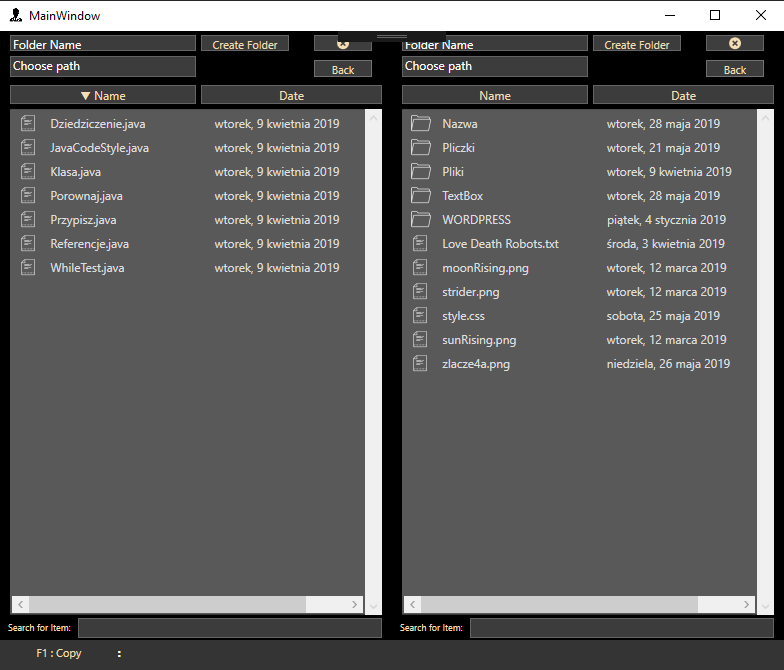 MainWindow
Folder Name Create Folder
Choose path Back
▼ Name Date
Dziedziczenie.java wtorek, 9 kwietnia 2019
JavaCodeStyle.java wtorek, 9 kwietnia 2019
Klasa.java wtorek, 9 kwietnia 2019
Porownaj.java wtorek, 9 kwietnia 2019
Przypisz.java wtorek, 9 kwietnia 2019
Referencje.java wtorek, 9 kwietnia 2019
WhileTest.java wtorek, 9 kwietnia 2019
Search for Item:
Folder Name Create Folder
Choose path Back
Name Date
Nazwa wtorek, 28 maja 2019
Pliczki wtorek, 21 maja 2019
Pliki wtorek, 9 kwietnia 2019
TextBox wtorek, 28 maja 2019
WORDPRESS piątek, 4 stycznia 2019
Love Death Robots.txt środa, 3 kwietnia 2019
moonRising.png wtorek, 12 marca 2019
strider.png wtorek, 12 marca 2019
style.css sobota, 25 maja 2019
sunRising.png wtorek, 12 marca 2019
zlacze4a.png niedziela, 26 maja 2019
Search for Item:
F1 : Copy :